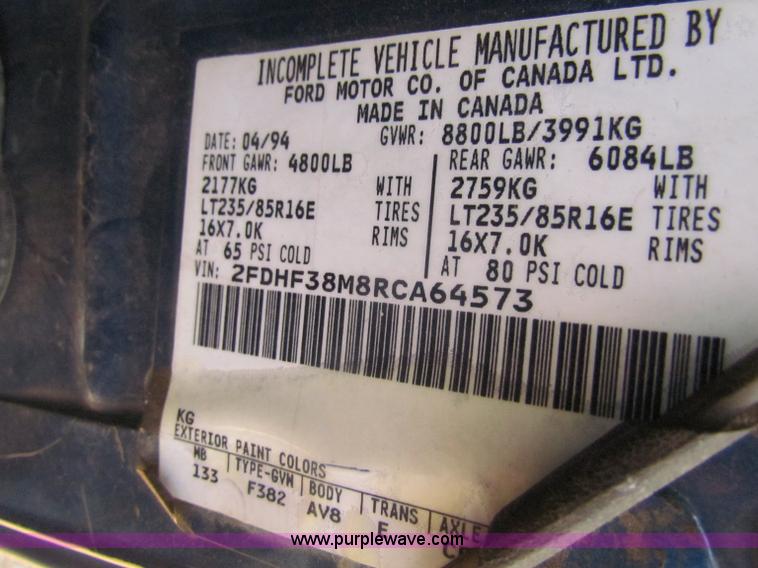 INCOMPLETE VEHICLE MANUFACTURED BY
FORD MOTOR CO. OF CANADA LTD.
MADE IN CANADA
DATE: 04/94 GVWR: 8800LB/3991KG
FRONT GAWR: 4800LB REAR GAWR: 6084LB
2177KG WITH 2759KG WITH
LT235/85R16E TIRES LT235/85R16E TIRES
16X7.0K RIMS 16X7.0K RIMS
AT 65 PSI COLD AT 80 PSI COLD
VIN: 2FDHF38M8RCA64573
KG
EXTERIOR PAINT COLORS
MB TYPE-GVW BODY TRANS AXLE
133 F382 AV8 E
www.purplewave.com